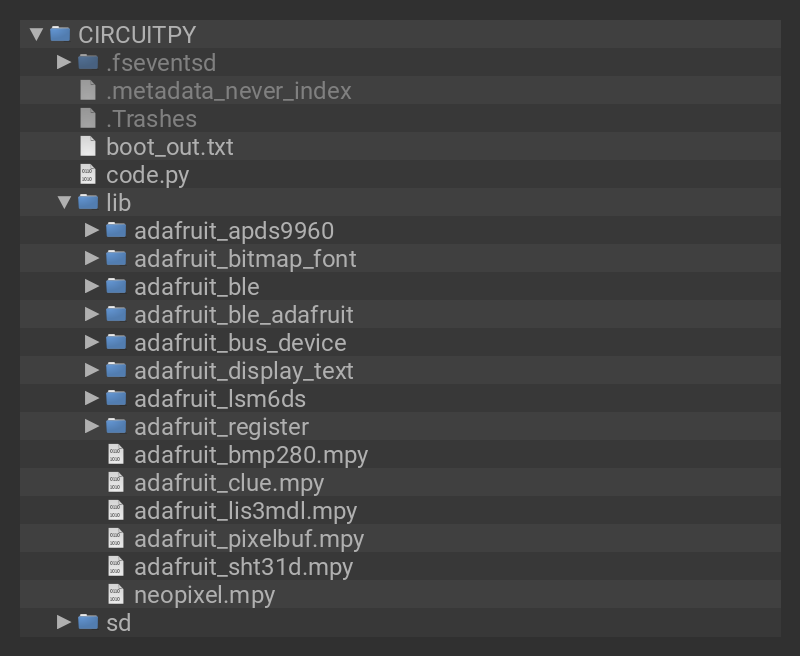 CIRCUITPY
.fseventsd
.metadata_never_index
.Trashes
boot_out.txt
code.py
lib
adafruit_apds9960
adafruit_bitmap_font
adafruit_ble
adafruit_ble_adafruit
adafruit_bus_device
adafruit_display_text
adafruit_lsm6ds
adafruit_register
adafruit_bmp280.mpy
adafruit_clue.mpy
adafruit_lis3mdl.mpy
adafruit_pixelbuf.mpy
adafruit_sht31d.mpy
neopixel.mpy
sd